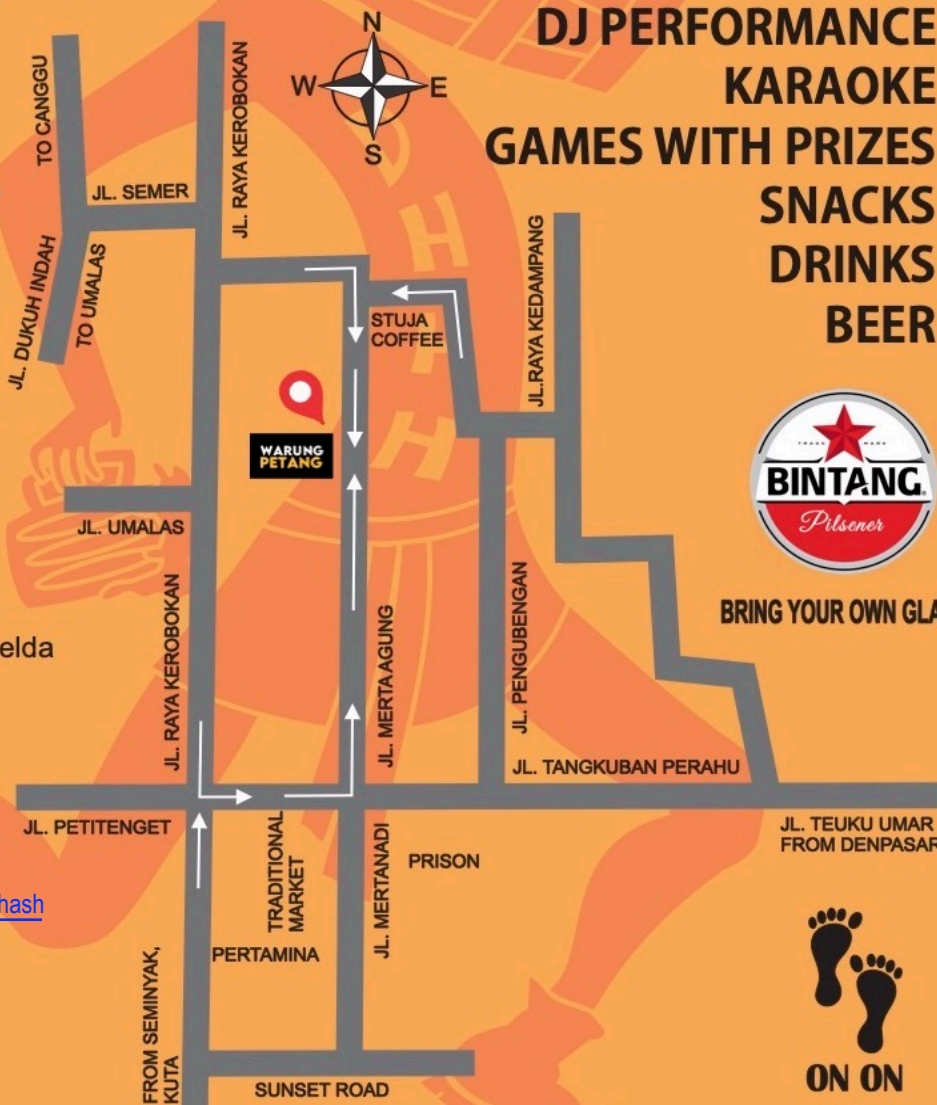 DJ PERFORMANCE
KARAOKE
GAMES WITH PRIZES
SNACKS
DRINKS
BEER
N
W
E
S
TO CANGGU
JL. SEMER
JL. RAYA KEROBOKAN
JL. DUKUH INDAH
TO UMALAS
STUJA
COFFEE
JL.RAYA KEDAMPANG
WARUNG
PETANG
TRADE MARK
BINTANG
Pilsener
JL. UMALAS
BRING YOUR OWN GLA
elda
JL. RAYA KEROBOKAN
JL. MERTA AGUNG
JL. PENGUBENGAN
JL. TANGKUBAN PERAHU
JL. PETITENGET
TRADITIONAL
MARKET
JL. MERTANADI
PRISON
JL. TEUKU UMAR
FROM DENPASAR
hash
PERTAMINA
FROM SEMINYAK,
KUTA
SUNSET ROAD
ON ON
HHH